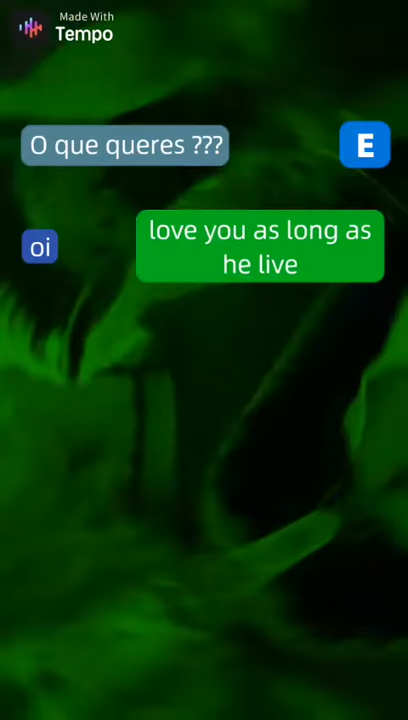 Made With
Tempo
O que queres ???
E
oi
love you as long as
he live